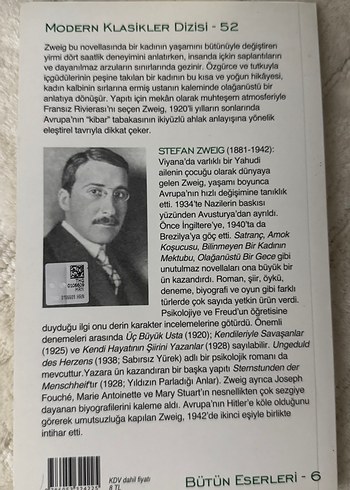 MODERN KLASİKLER DİZİSİ - 52
Zweig bu novellasında bir kadının yaşamını bütünüyle değiştiren
yirmi dört saatlik deneyimini anlatırken, insanda içkin saplantıların
ve dayanılmaz arzuların sınırlarında gezinir. Özgürce ve tutkuyla
içgüdülerinin peşine takılan bir kadının bu kısa ve yoğun hikâyesi,
kadın kalbinin sırlarına ermiş ustanın kaleminde olağanüstü bir
anlatıya dönüşür. Yapıtı için mekân olarak muhteşem atmosferiyle
Fransız Rivierası'nı seçen Zweig, 1920'li yılların sonlarında
Avrupa'nın "kibar" tabakasının ikiyüzlü ahlak anlayışına yönelik
eleştirel tavrıyla dikkat çeker.
STEFAN ZWEIG (1881-1942):
Viyana'da varlıklı bir Yahudi
ailenin çocuğu olarak dünyaya
gelen Zweig, yaşamı boyunca
Avrupa'nın hızlı değişimine tanıklık
etti. 1934'te Nazilerin baskısı
yüzünden Avusturya'dan ayrıldı.
Önce İngiltere'ye, 1940'ta da
Brezilya'ya göç etti. Satranç, Amok
Koşucusu, Bilinmeyen Bir Kadının
Mektubu, Olağanüstü Bir Gece gibi
unutulmaz novellaları ona büyük bir
ün kazandırdı. Roman, şiir, öykü,
deneme, biyografi ve oyun gibi farklı
türlerde çok sayıda yetkin ürün verdi.
Psikolojiye ve Freud'un öğretisine
duyduğu ilgi onu derin karakter incelemelerine götürdü. Önemli
denemeleri arasında Üç Büyük Usta (1920); Kendileriyle Savaşanlar
(1925) ve Kendi Hayatının Şiirini Yazanlar (1928) sayılabilir. Ungeduld
des Herzens (1938; Sabırsız Yürek) adlı bir psikolojik romanı da
mevcuttur.Yazara ün kazandıran bir başka yapıtı Sternstunden der
Menschheit'tır (1928; Yıldızın Parladığı Anlar). Zweig ayrıca Joseph
Fouché, Marie Antoinette ve Mary Stuart'ın nesnellikten çok sezgiye
dayanan biyografilerini kaleme aldı. Avrupa'nın Hitler'e köle olduğunu
görerek umutsuzluğa kapılan Zweig, 1942'de ikinci eşiyle birlikte
intihar etti.
KDV dahil fiyatı
8 TL
BÜTÜN ESERLERİ - 6